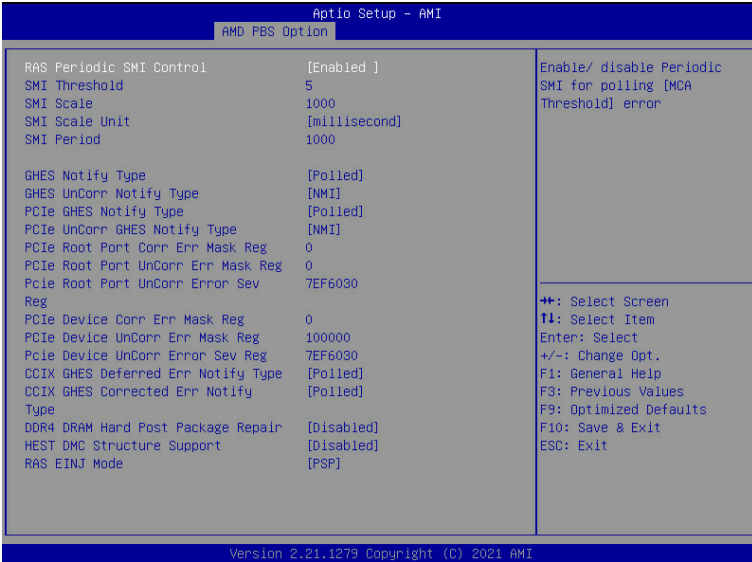 Aptio Setup – AMI
AMD PBS Option
RAS Periodic SMI Control [Enabled ]
SMI Threshold 5
SMI Scale 1000
SMI Scale Unit [millisecond]
SMI Period 1000
GHES Notify Type [Polled]
GHES UnCorr Notify Type [NMI]
PCIe GHES Notify Type [Polled]
PCIe UnCorr GHES Notify Type [NMI]
PCIe Root Port Corr Err Mask Reg 0
PCIe Root Port UnCorr Err Mask Reg 0
Pcie Root Port UnCorr Error Sev 7EF6030
Reg
PCIe Device Corr Err Mask Reg 0
PCIe Device UnCorr Err Mask Reg 100000
Pcie Device UnCorr Error Sev Reg 7EF6030
CCIX GHES Deferred Err Notify Type [Polled]
CCIX GHES Corrected Err Notify [Polled]
Type
DDR4 DRAM Hard Post Package Repair [Disabled]
HEST DMC Structure Support [Disabled]
RAS EINJ Mode [PSP]
Enable/ disable Periodic
SMI for polling [MCA
Threshold] error
→←: Select Screen
↑↓: Select Item
Enter: Select
+/-: Change Opt.
F1: General Help
F3: Previous Values
F9: Optimized Defaults
F10: Save & Exit
ESC: Exit
Version 2.21.1279 Copyright (C) 2021 AMI